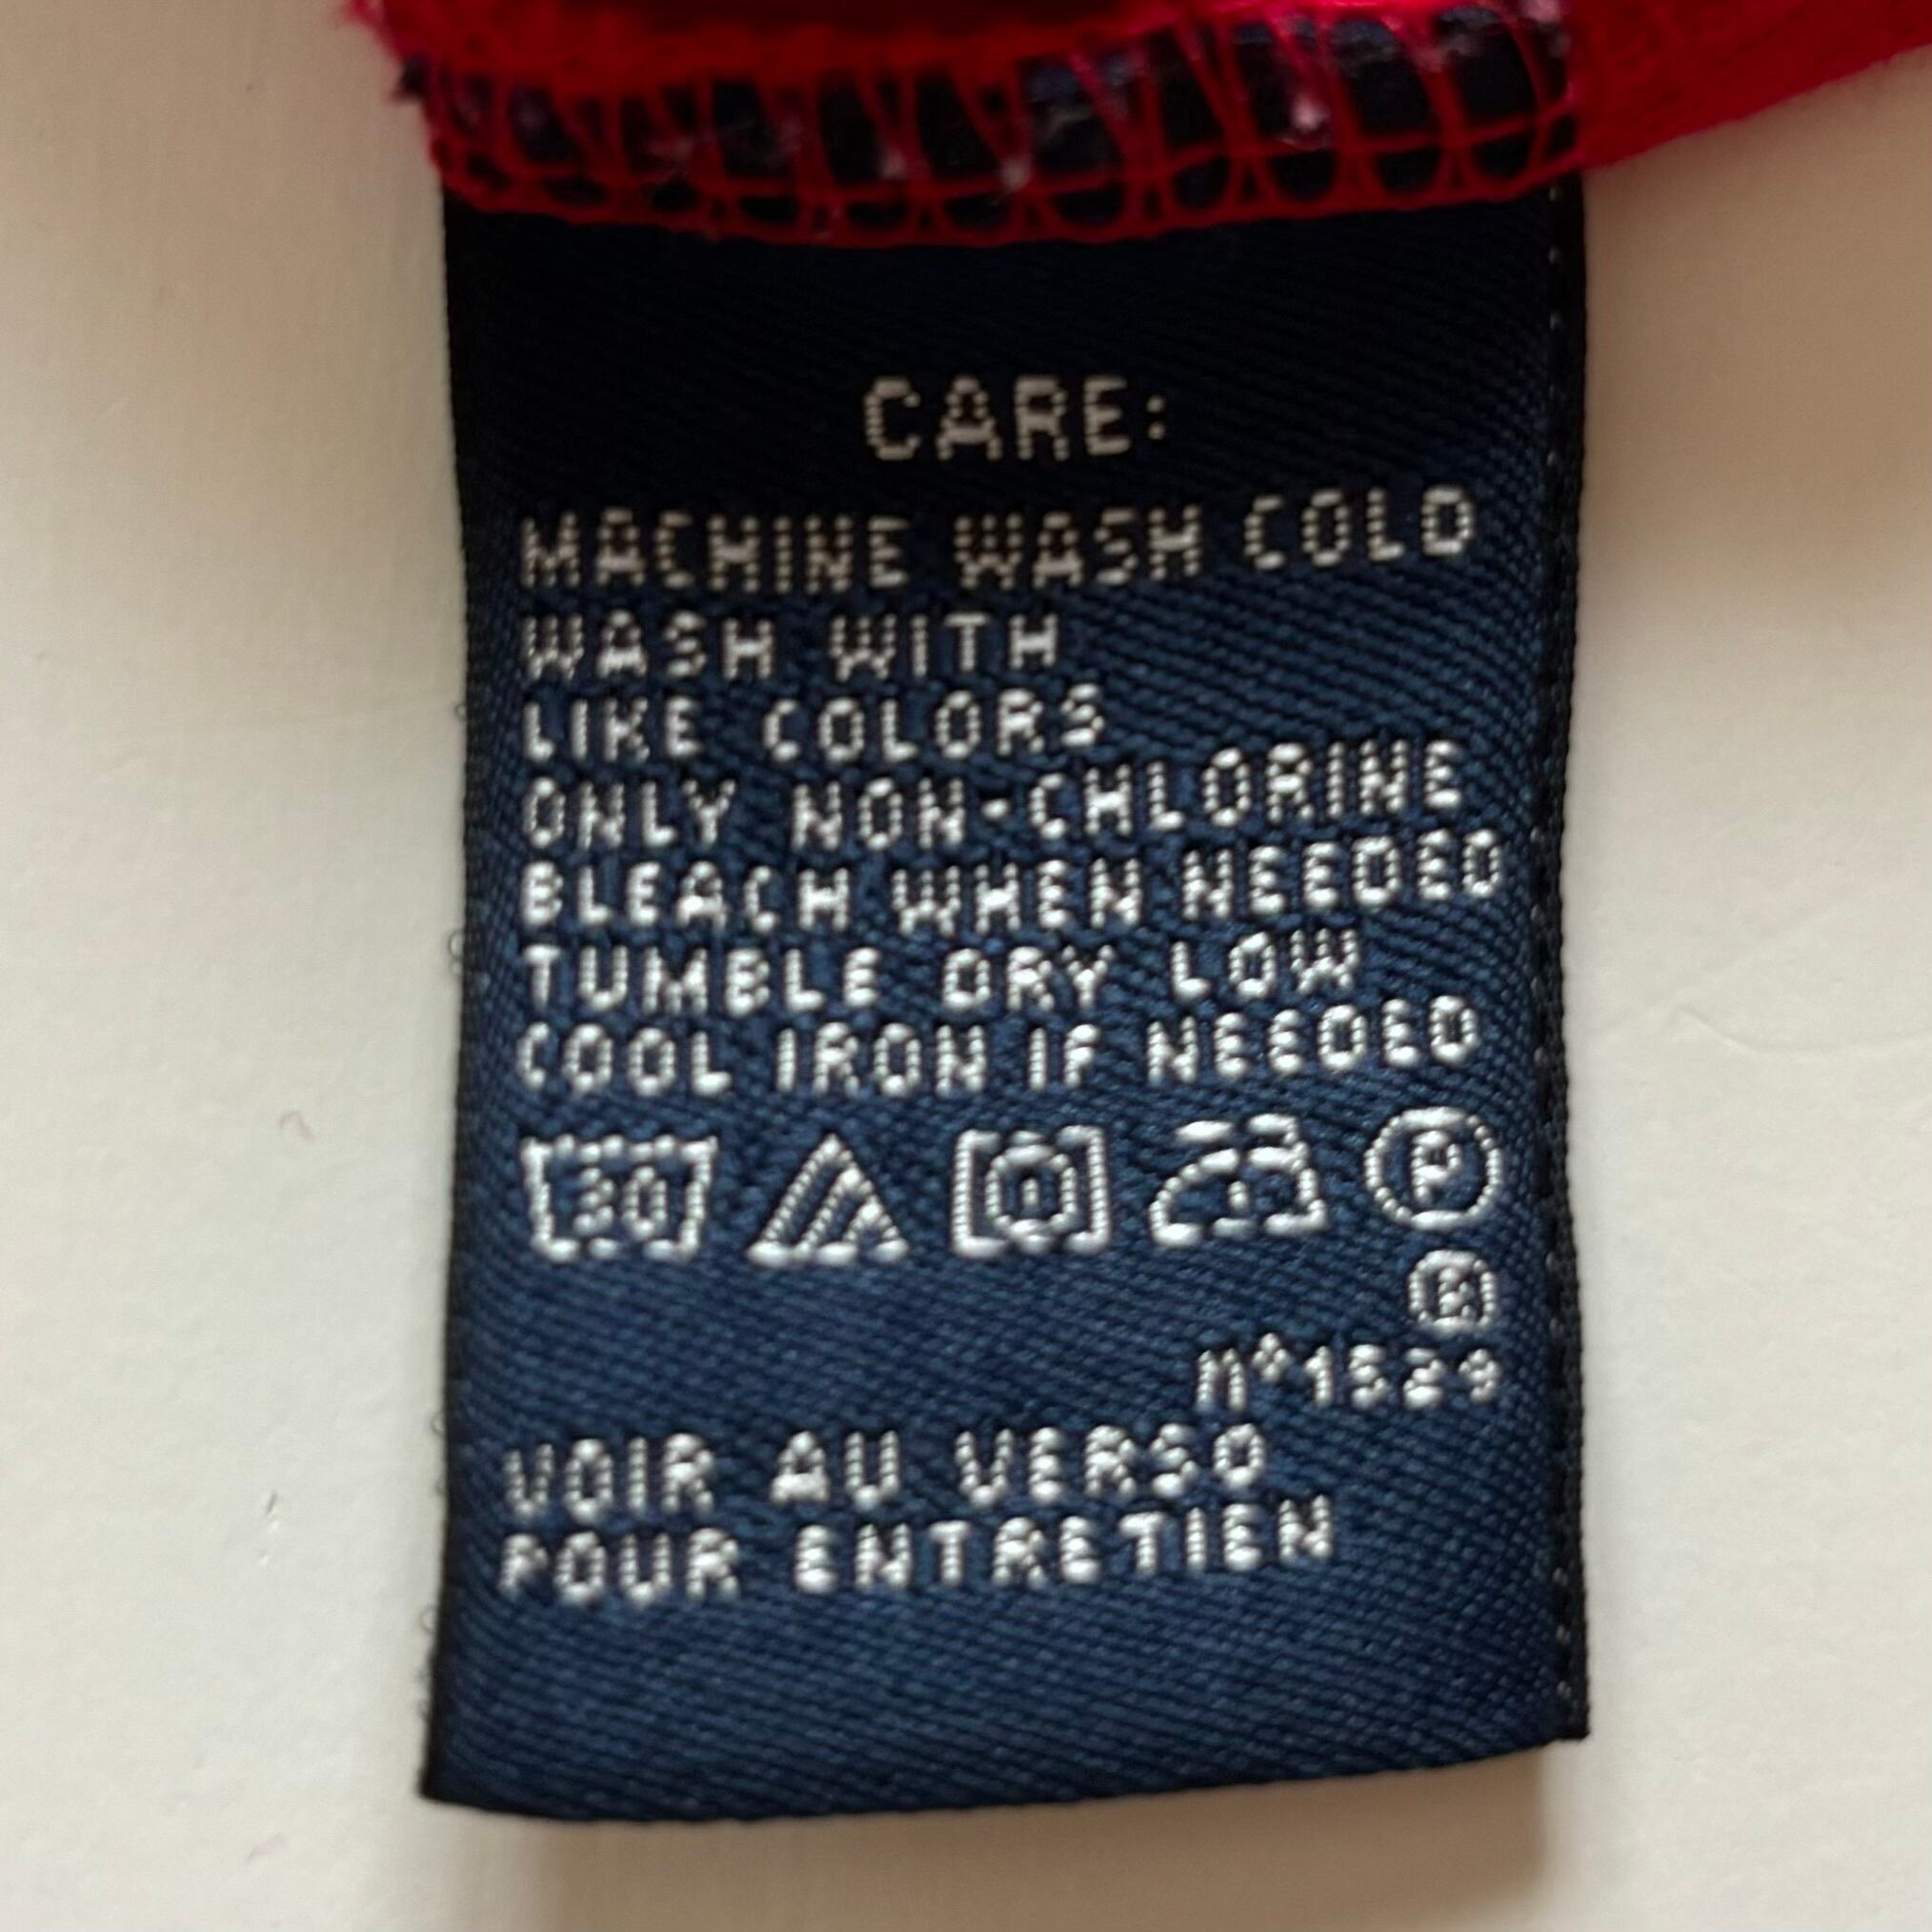 CARE:
MACHINE WASH COLD
WASH WITH
LIKE COLORS
ONLY NON-CHLORINE
BLEACH WHEN NEEDED
TUMBLE DRY LOW
COOL IRON IF NEEDED
30 P
®
n°1529
VOIR AU VERSO
POUR ENTRETIEN